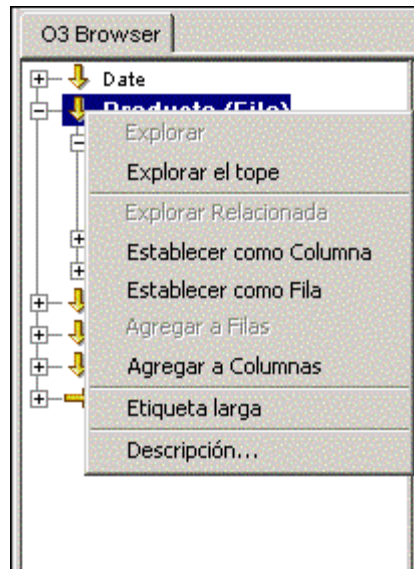 O3 Browser
Date
Producto (Fila)
Explorar
Explorar el tope
Explorar Relacionada
Establecer como Columna
Establecer como Fila
Agregar a Filas
Agregar a Columnas
Etiqueta larga
Descripción...